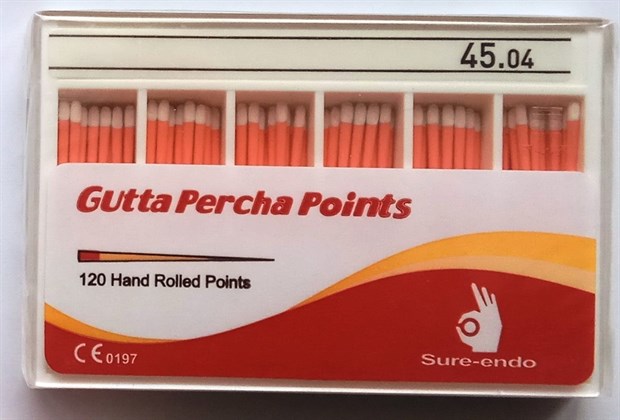 45.04
Gutta Percha Points
120 Hand Rolled Points
CE 0197
Sure-endo